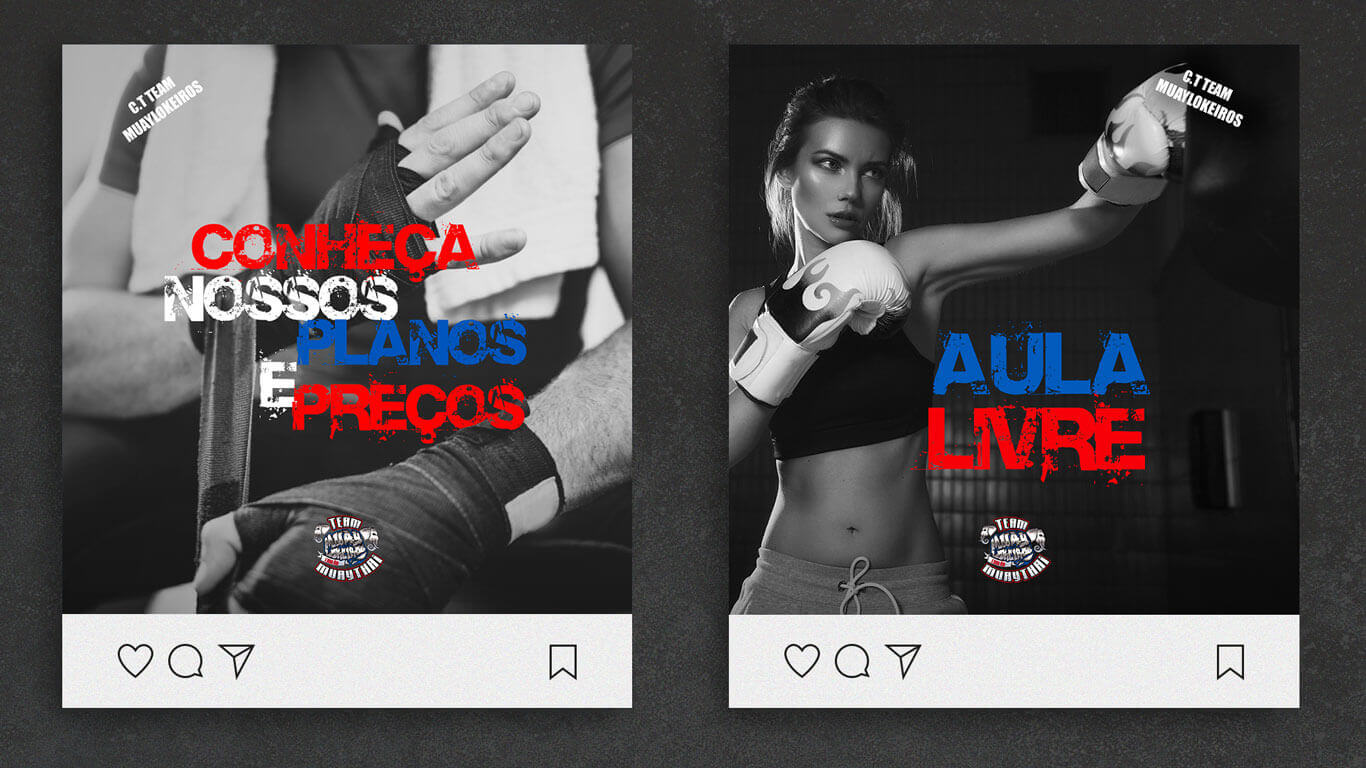 C.T TEAM
MUAYLOKEIROS
CONHEÇA
NOSSOS
PLANOS
E
PREÇOS
TEAM
MUAYTHAI
C.T TEAM
MUAYLOKEIROS
AULA
LIVRE
TEAM
MUAYTHAI